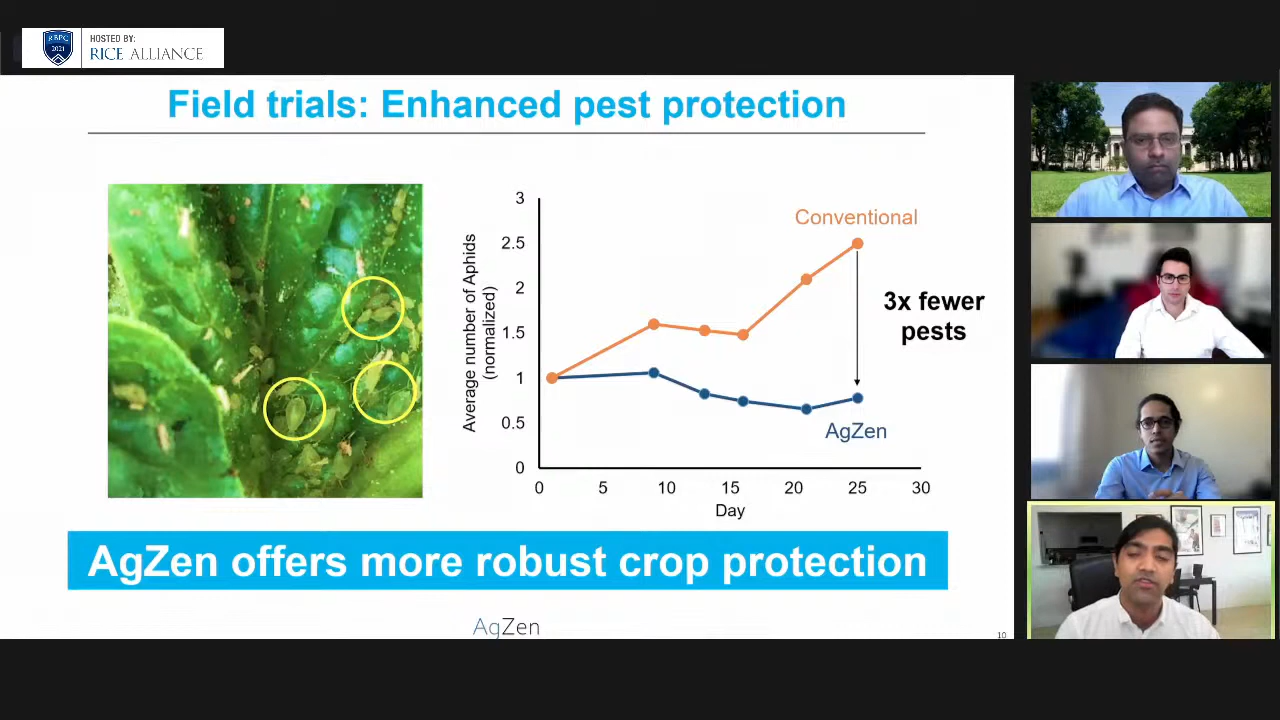 RBPC
2021
HOSTED BY:
RICE ALLIANCE
Field trials: Enhanced pest protection
Average number of Aphids
(normalized)
3
2.5
2
1.5
1
0.5
0
0 5 10 15 20 25 30
Day
Conventional
3x fewer
pests
AgZen
AgZen offers more robust crop protection
AgZen
10